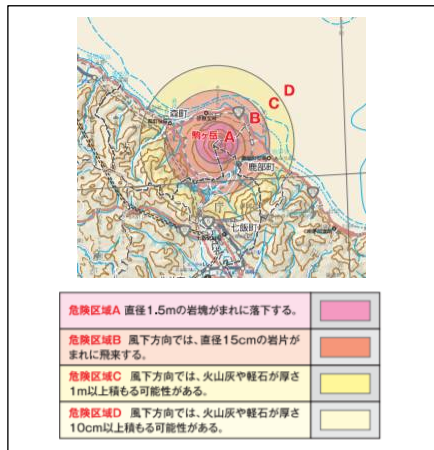 D
C
B
森町
駒ヶ岳
A
鹿部町
七飯町
危険区域A 直径1.5mの岩塊がまれに落下する。
危険区域B 風下方向では、直径15cmの岩片が
まれに飛来する。
危険区域C 風下方向では、火山灰や軽石が厚さ
1m以上積もる可能性がある。
危険区域D 風下方向では、火山灰や軽石が厚さ
10cm以上積もる可能性がある。